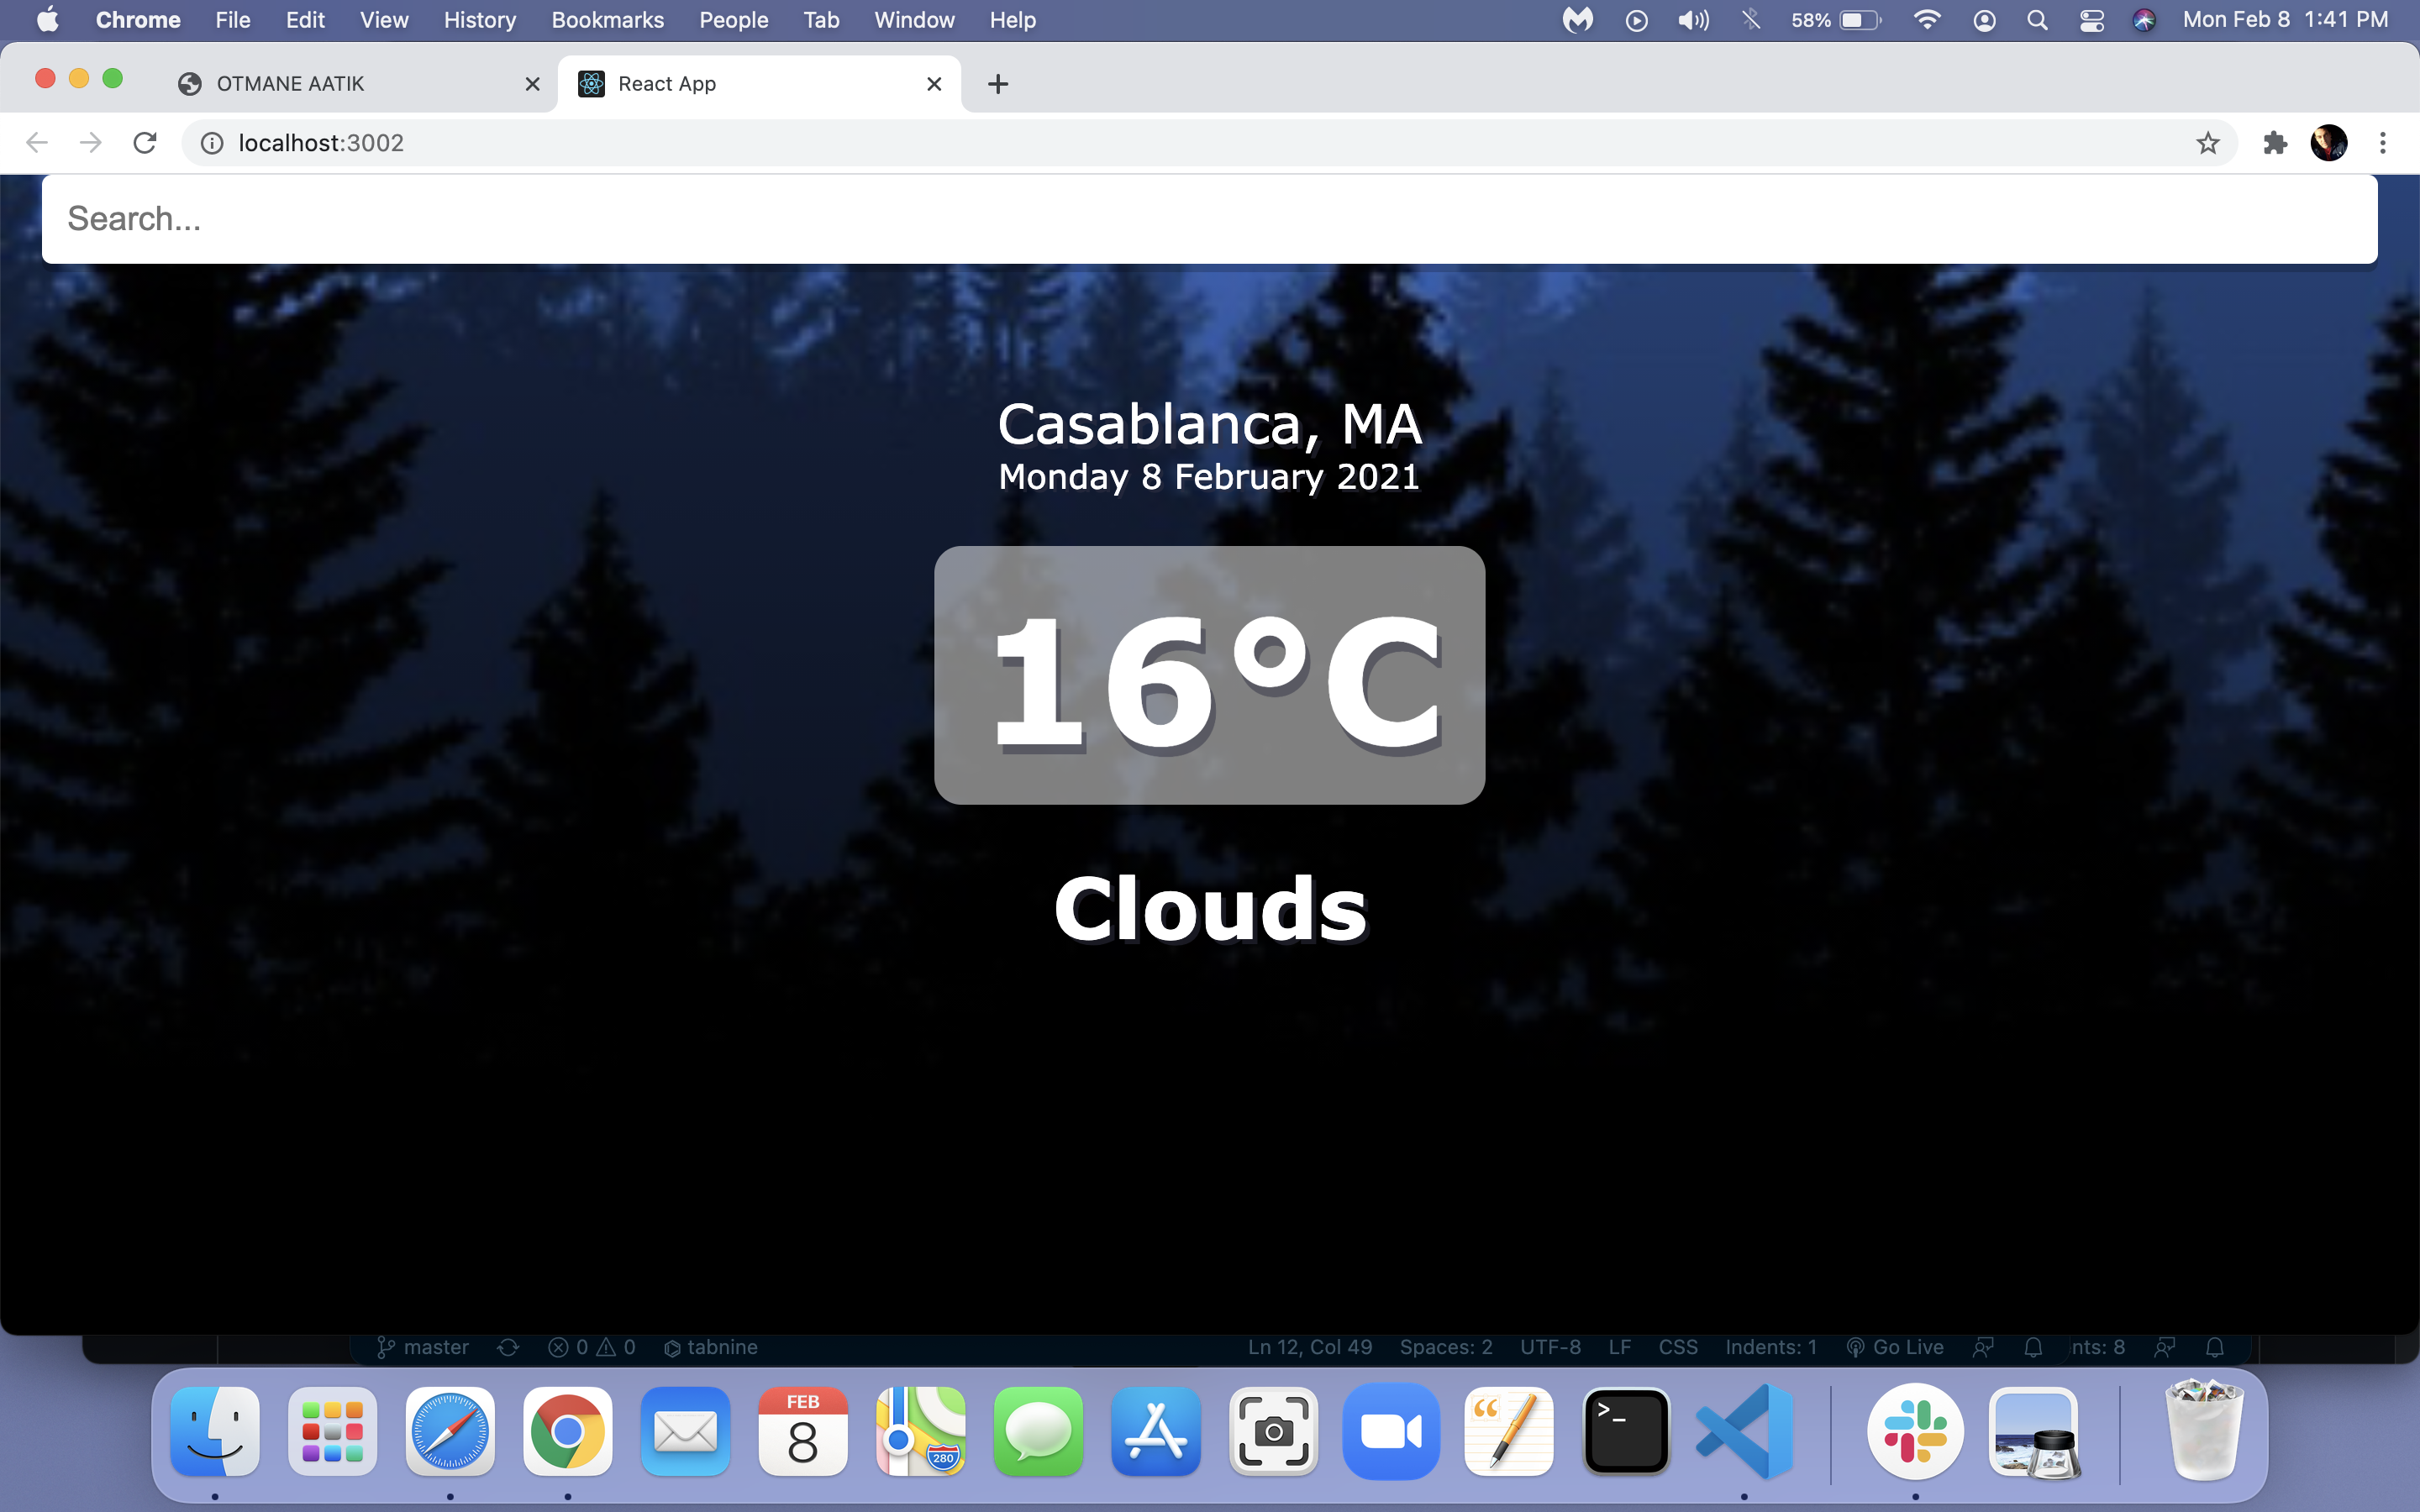 Chrome File Edit View History Bookmarks People Tab Window Help 58% Mon Feb 8 1:41 PM
OTMANE AATIK React App
localhost:3002
Search...
Casablanca, MA
Monday 8 February 2021
16°C
Clouds
master 0 0 tabnine Ln 12, Col 49 Spaces: 2 UTF-8 LF CSS Indents: 1 Go Live nts: 8
FEB
8
280
>_